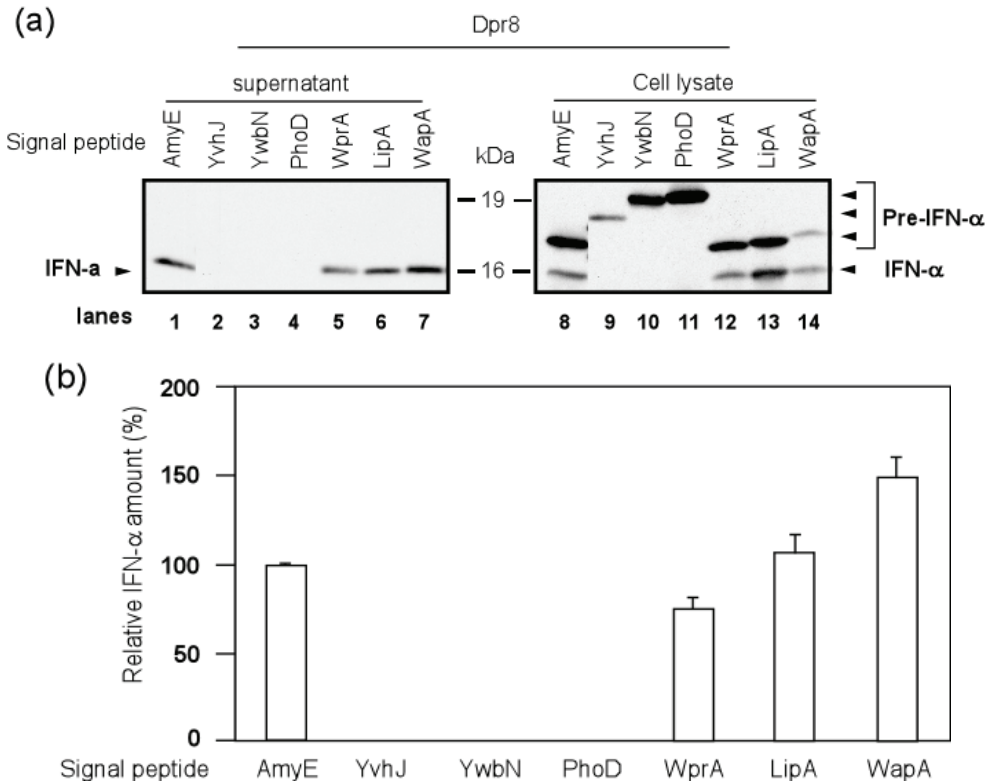 (a)
Dpr8
supernatant
Cell lysate
Signal peptide
AmyE
YvhJ
YwbN
PhoD
WprA
LipA
WapA
kDa
AmyE
YvhJ
YwbN
PhoD
WprA
LipA
WapA
19
Pre-IFN-α
IFN-a
16
IFN-α
lanes 1 2 3 4 5 6 7 8 9 10 11 12 13 14
(b)
Relative IFN-α amount (%)
200
150
100
50
0
Signal peptide AmyE YvhJ YwbN PhoD WprA LipA WapA